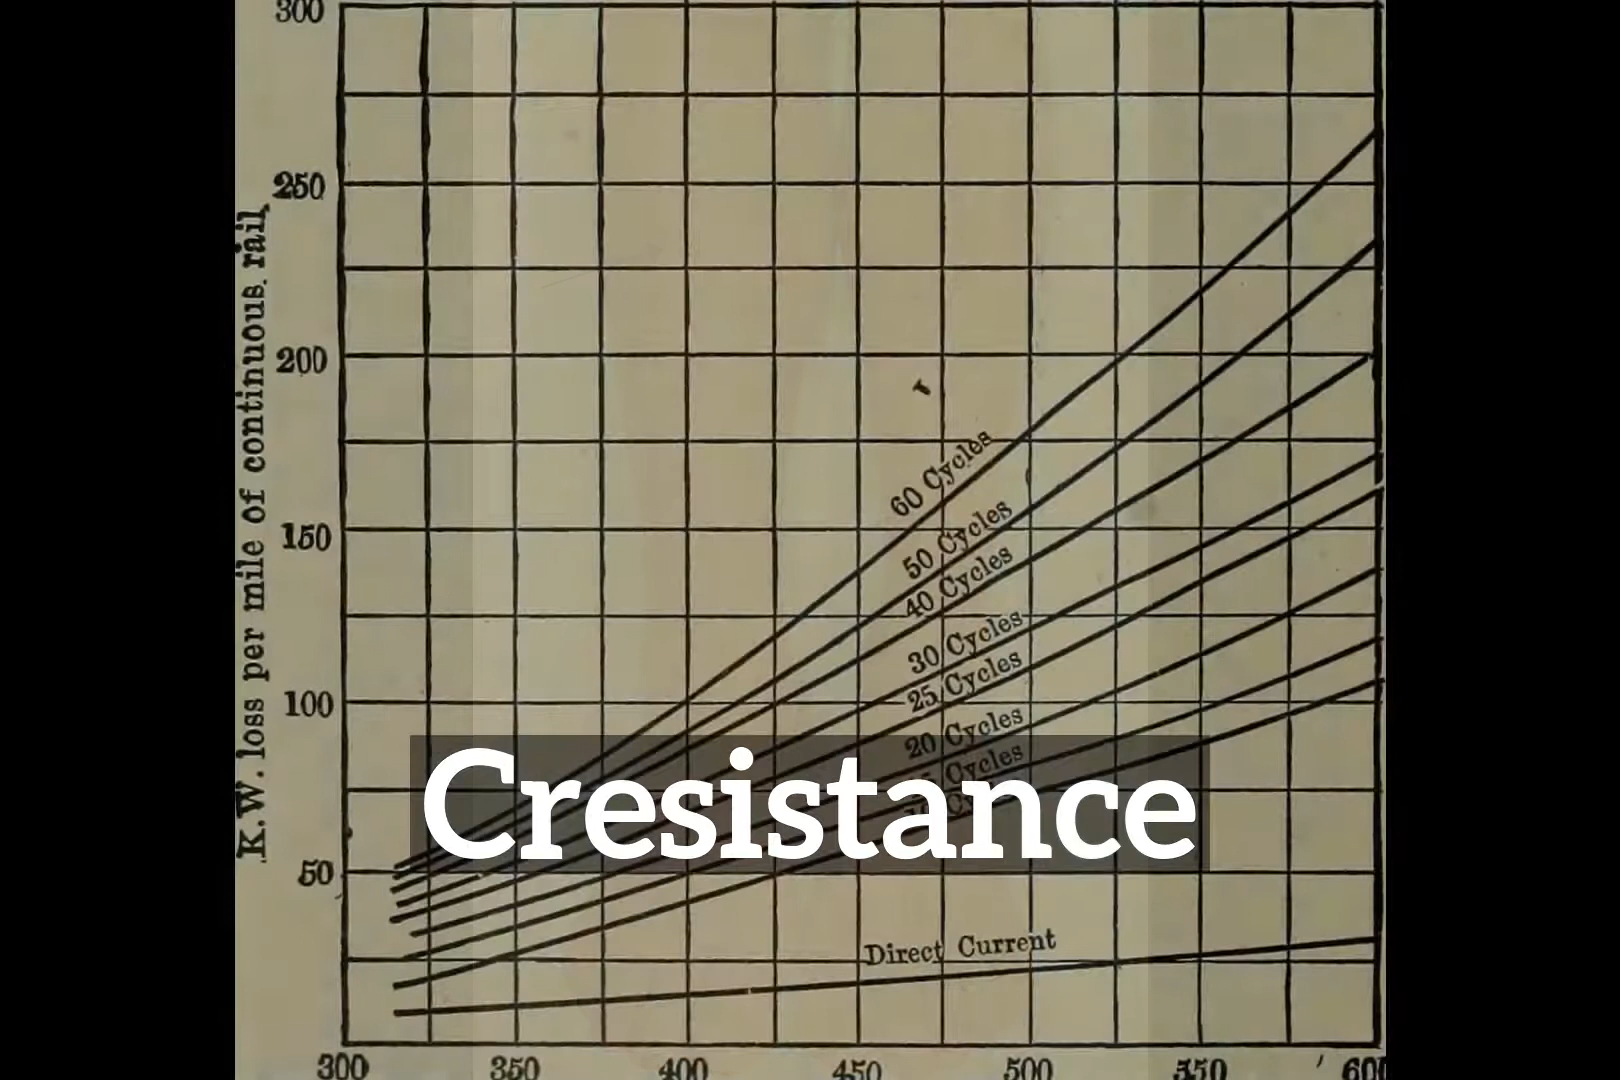 300
250
200
150
100
50
K.W. loss per mile of continuous rail
60 Cycles
50 Cycles
40 Cycles
30 Cycles
25 Cycles
20 Cycles
Cycles
Cresistance
Direct Current
300 350 400 450 500 550